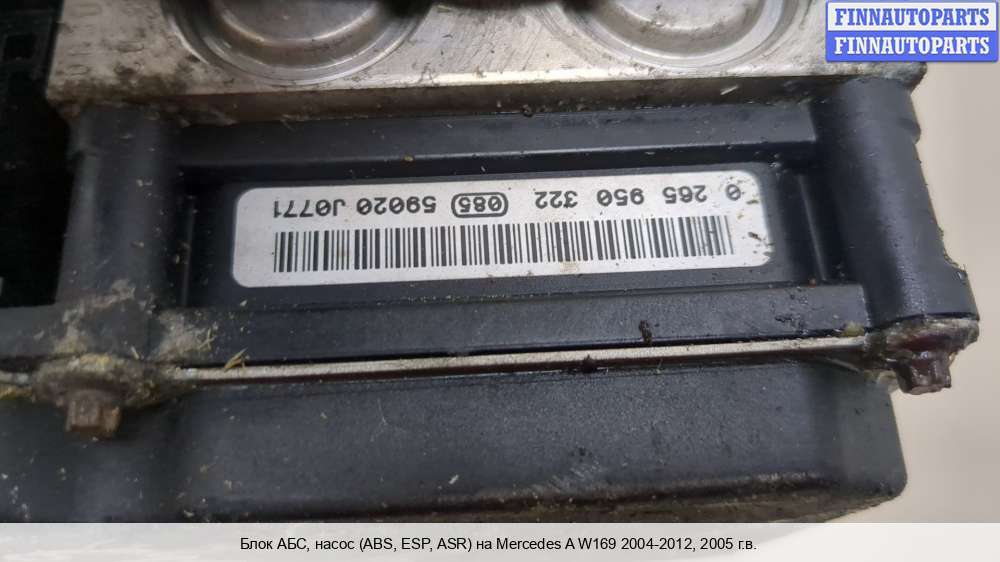 FINNAUTOPARTS
FINNAUTOPARTS
0 265 950 322 085 59020 J0771
Блок АБС, насос (ABS, ESP, ASR) на Mercedes A W169 2004-2012, 2005 г.в.